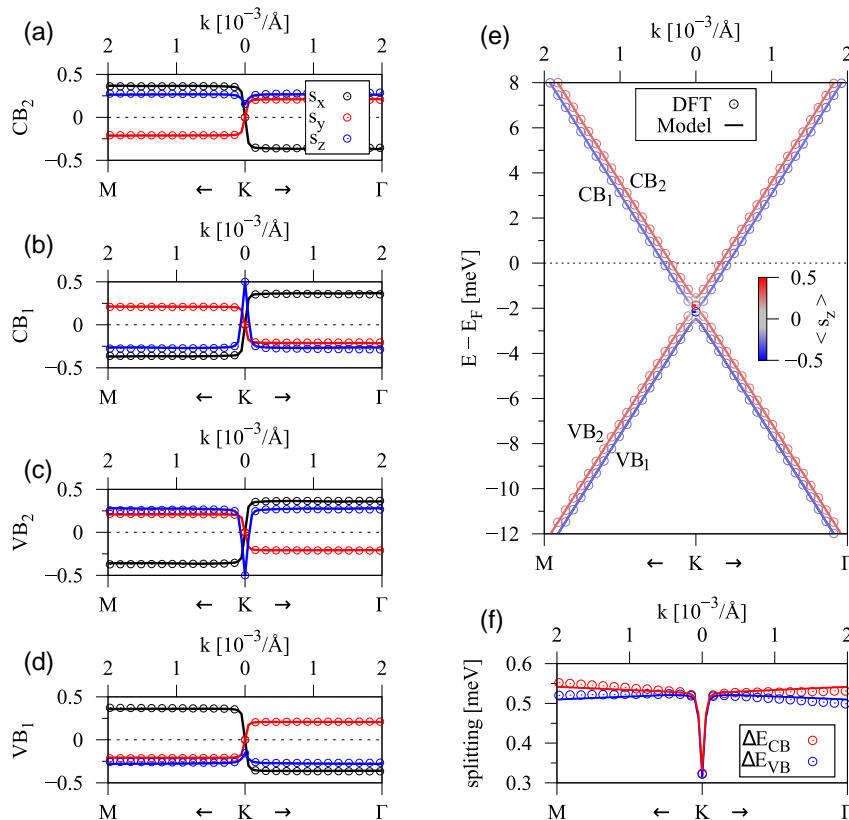 (a)
k [10⁻³/Å]
2 1 0 1 2
CB₂
0.5
0
−0.5
s_x
s_y
s_z
M ← K → Γ
(b)
k [10⁻³/Å]
2 1 0 1 2
CB₁
0.5
0
−0.5
M ← K → Γ
(c)
k [10⁻³/Å]
2 1 0 1 2
VB₂
0.5
0
−0.5
M ← K → Γ
(d)
k [10⁻³/Å]
2 1 0 1 2
VB₁
0.5
0
−0.5
M ← K → Γ
(e)
k [10⁻³/Å]
2 1 0 1 2
E − E_F [meV]
8
6
4
2
0
−2
−4
−6
−8
−10
−12
DFT
Model
CB₁
CB₂
0.5
0
−0.5
< s_z >
VB₂
VB₁
M ← K → Γ
(f)
k [10⁻³/Å]
2 1 0 1 2
splitting [meV]
0.6
0.5
0.4
0.3
ΔE_CB
ΔE_VB
M ← K → Γ